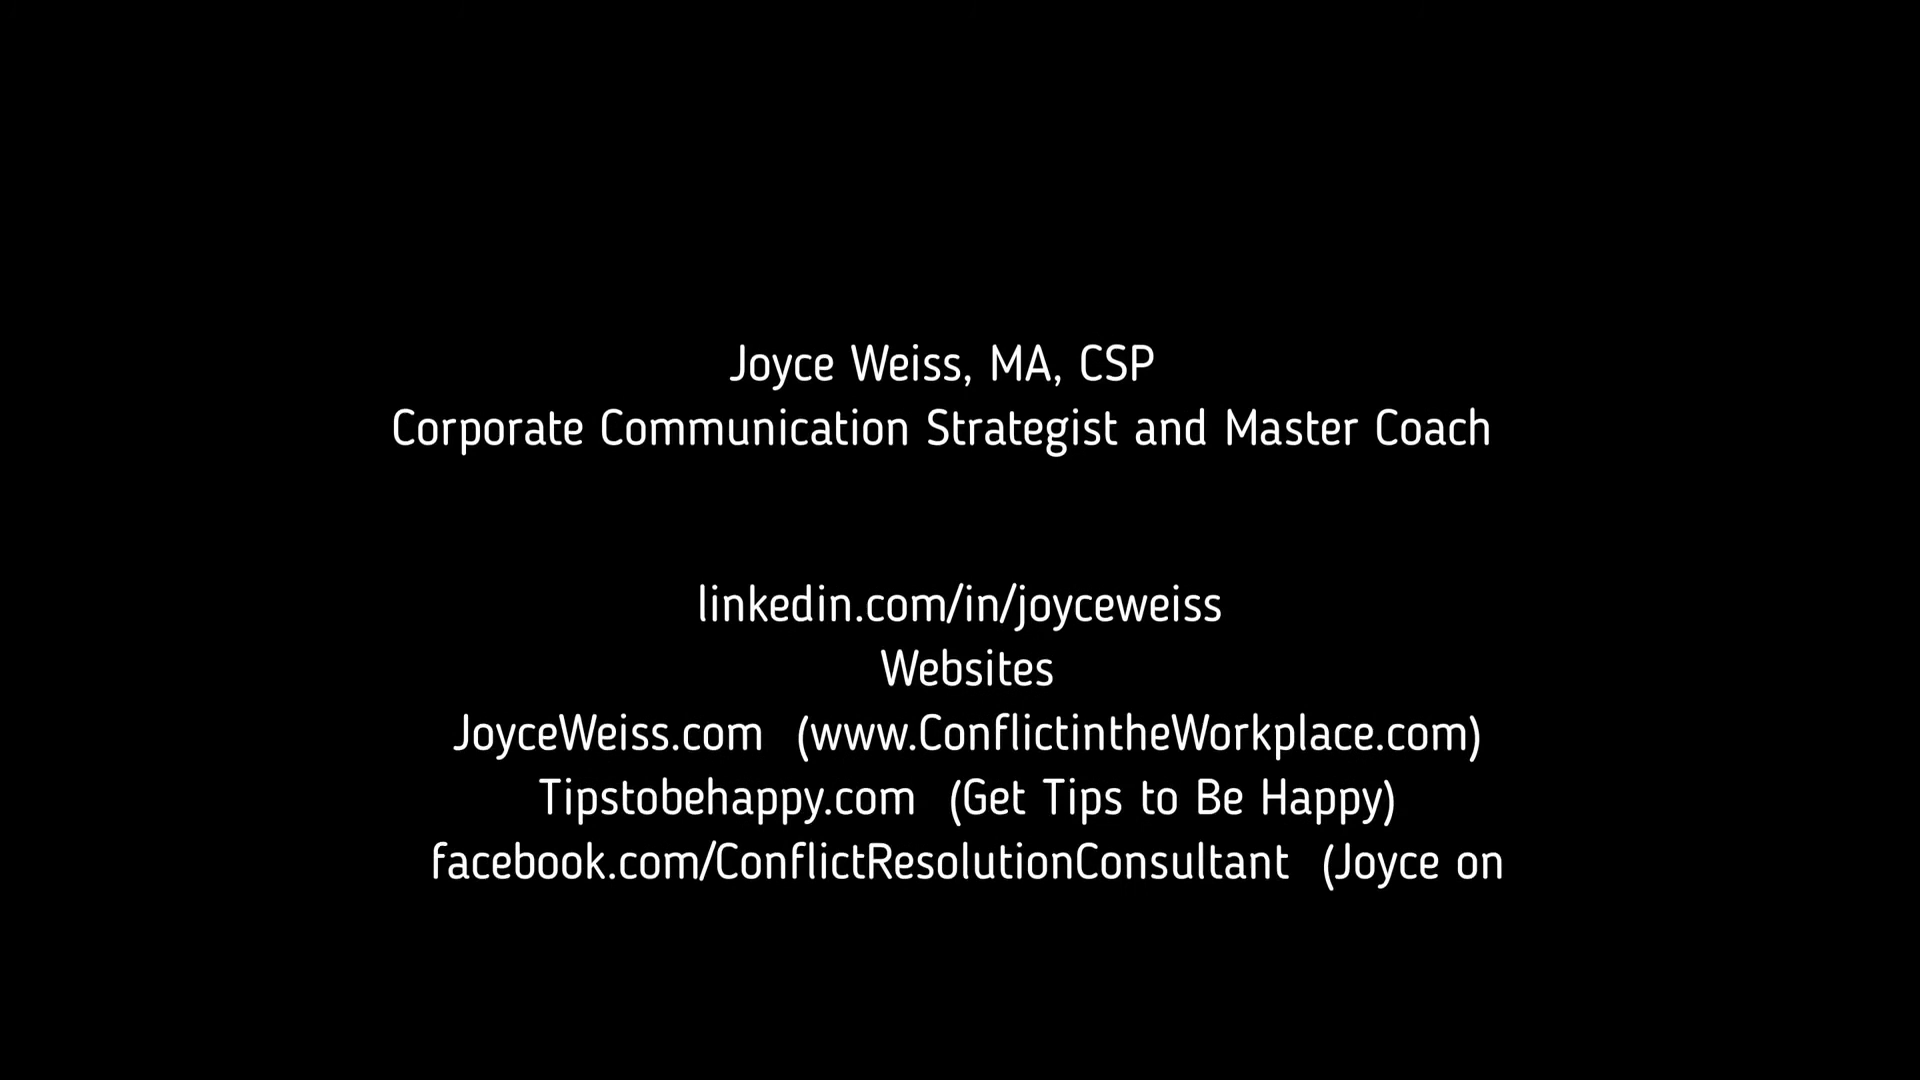 Joyce Weiss, MA, CSP
Corporate Communication Strategist and Master Coach
linkedin.com/in/joyceweiss
Websites
JoyceWeiss.com (www.ConflictintheWorkplace.com)
Tipstobehappy.com (Get Tips to Be Happy)
facebook.com/ConflictResolutionConsultant (Joyce on